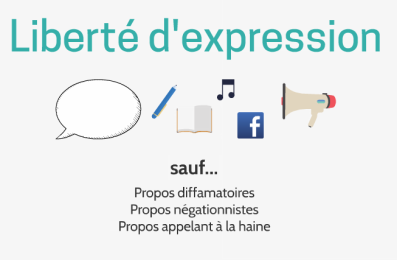 Liberté d'expression
f
sauf...
Propos diffamatoires
Propos négationnistes
Propos appelant à la haine